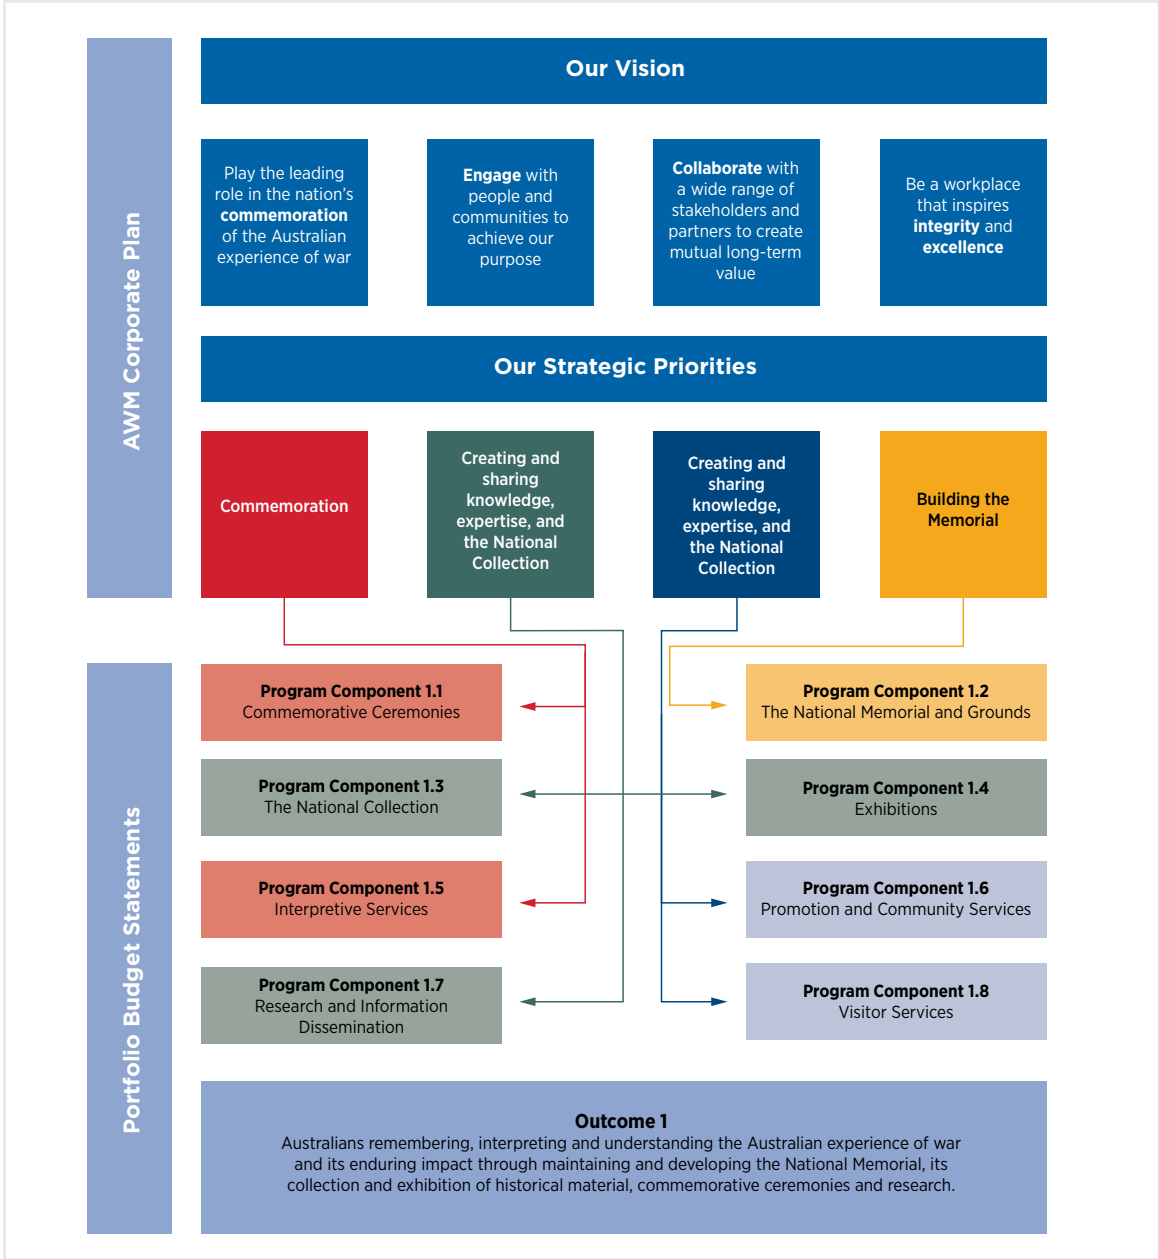 AWM Corporate Plan
Our Vision
Play the leading
role in the nation's
commemoration
of the Australian
experience of war
Engage with
people and
communities to
achieve our
purpose
Collaborate with
a wide range of
stakeholders and
partners to create
mutual long-term
value
Be a workplace
that inspires
integrity and
excellence
Our Strategic Priorities
Commemoration
Creating and
sharing
knowledge,
expertise, and
the National
Collection
Creating and
sharing
knowledge,
expertise, and
the National
Collection
Building the
Memorial
Portfolio Budget Statements
Program Component 1.1
Commemorative Ceremonies
Program Component 1.2
The National Memorial and Grounds
Program Component 1.3
The National Collection
Program Component 1.4
Exhibitions
Program Component 1.5
Interpretive Services
Program Component 1.6
Promotion and Community Services
Program Component 1.7
Research and Information
Dissemination
Program Component 1.8
Visitor Services
Outcome 1
Australians remembering, interpreting and understanding the Australian experience of war
and its enduring impact through maintaining and developing the National Memorial, its
collection and exhibition of historical material, commemorative ceremonies and research.